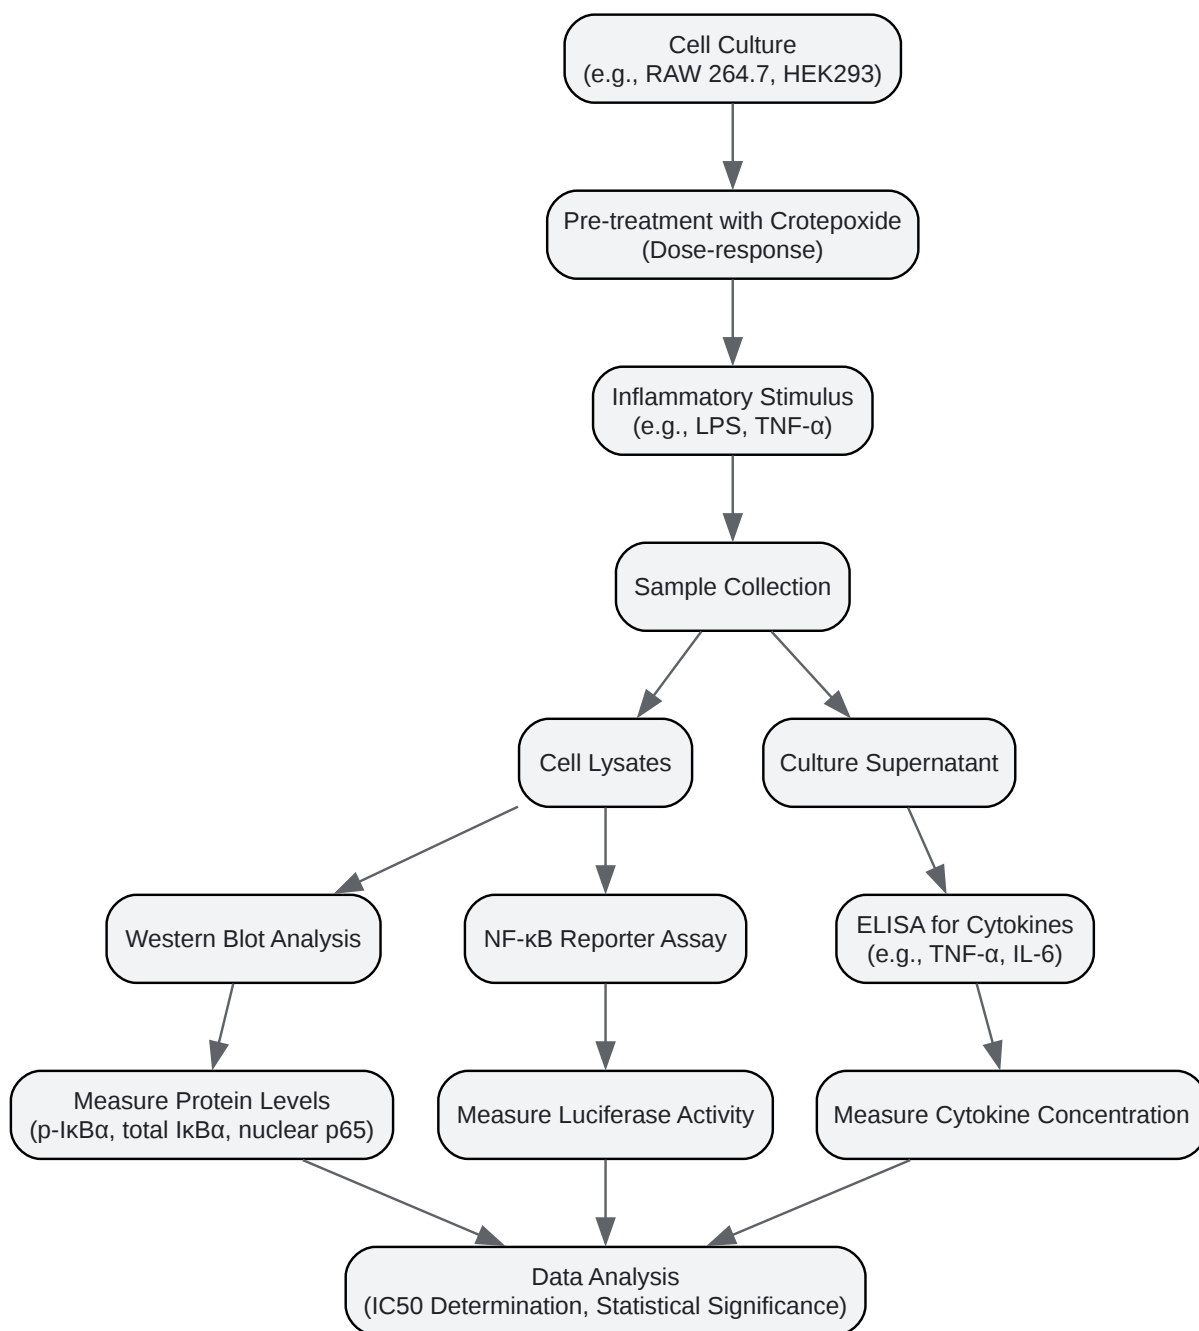 Cell Culture
(e.g., RAW 264.7, HEK293)
Pre-treatment with Crotepoxide
(Dose-response)
Inflammatory Stimulus
(e.g., LPS, TNF-α)
Sample Collection
Cell Lysates
Culture Supernatant
Western Blot Analysis
NF-κB Reporter Assay
ELISA for Cytokines
(e.g., TNF-α, IL-6)
Measure Protein Levels
(p-IκBα, total IκBα, nuclear p65)
Measure Luciferase Activity
Measure Cytokine Concentration
Data Analysis
(IC50 Determination, Statistical Significance)